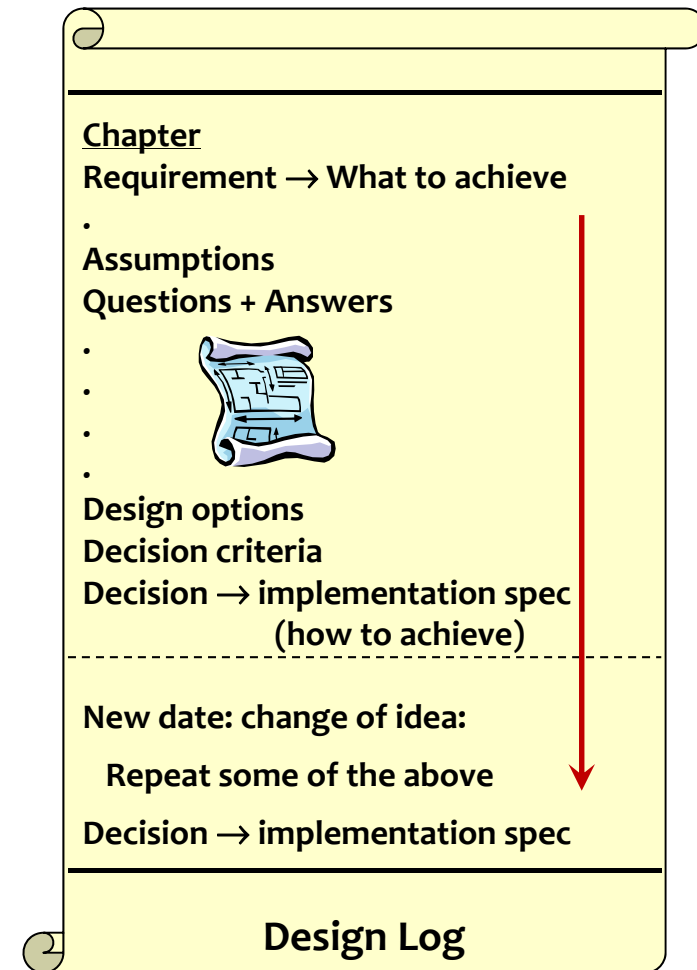 Chapter
Requirement → What to achieve
.
Assumptions
Questions + Answers
.
.
.
.
Design options
Decision criteria
Decision → implementation spec
(how to achieve)
New date: change of idea:
Repeat some of the above
Decision → implementation spec
Design Log